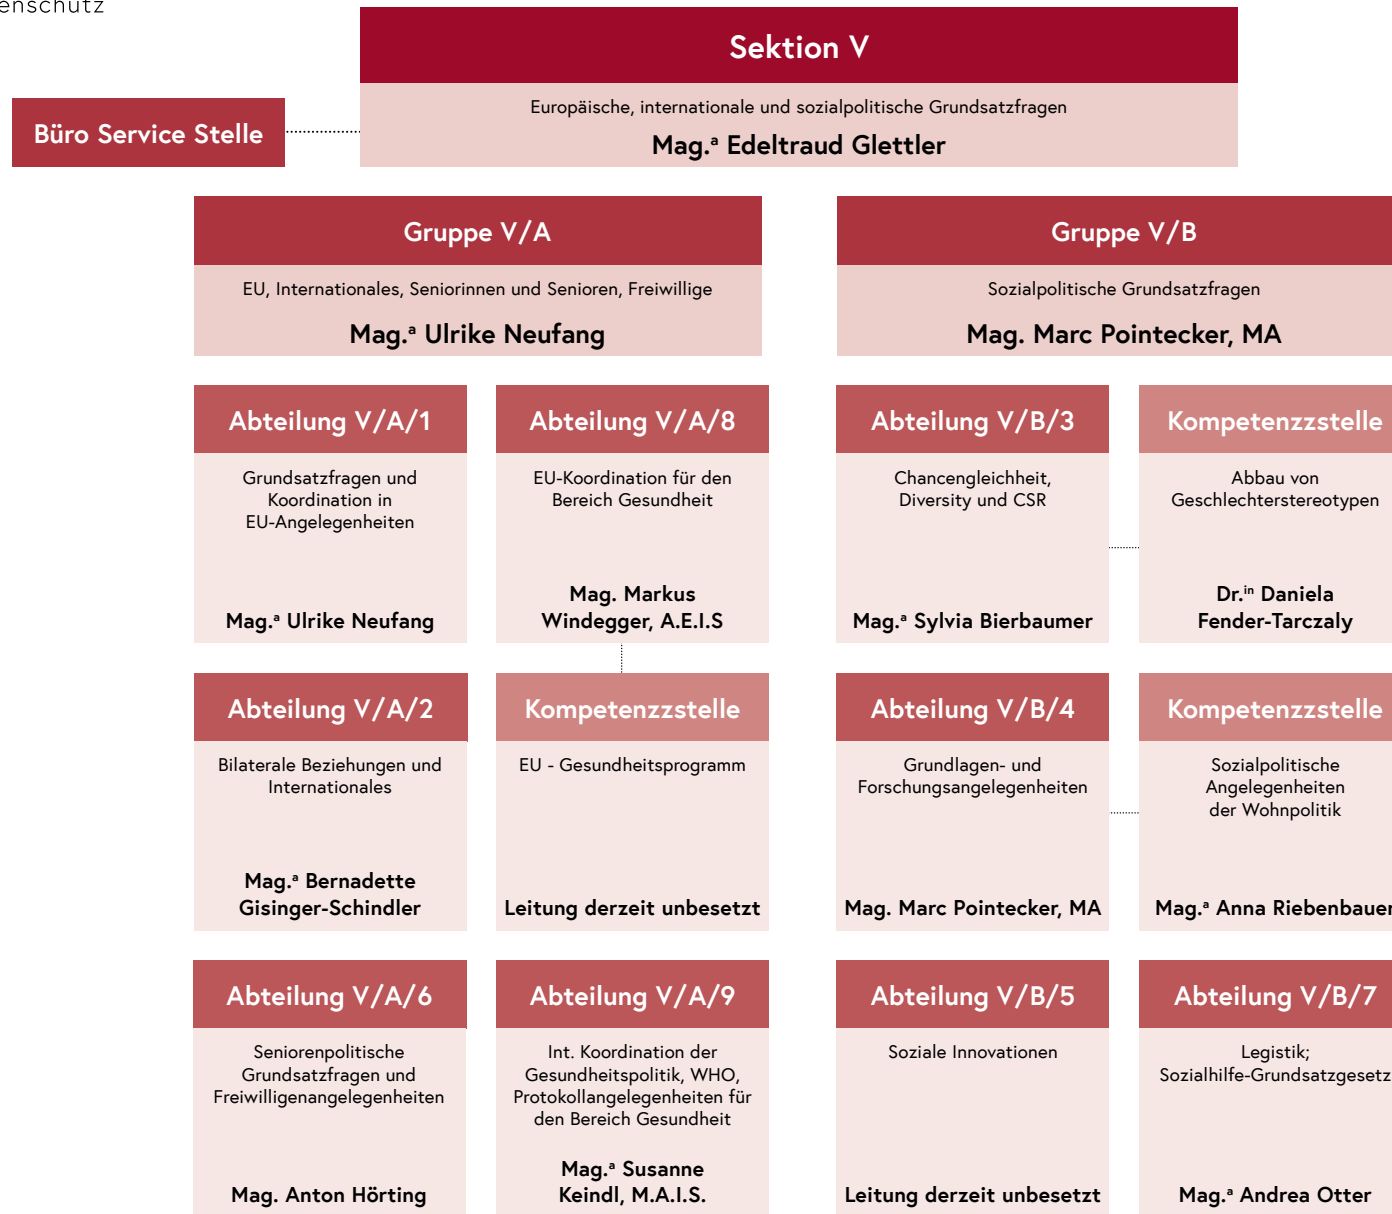 enschutz
Sektion V
Europäische, internationale und sozialpolitische Grundsatzfragen
Mag.ᵃ Edeltraud Glettler
Büro Service Stelle
Gruppe V/A
EU, Internationales, Seniorinnen und Senioren, Freiwillige
Mag.ᵃ Ulrike Neufang
Gruppe V/B
Sozialpolitische Grundsatzfragen
Mag. Marc Pointecker, MA
Abteilung V/A/1
Grundsatzfragen und
Koordination in
EU-Angelegenheiten
Mag.ᵃ Ulrike Neufang
Abteilung V/A/8
EU-Koordination für den
Bereich Gesundheit
Mag. Markus
Windegger, A.E.I.S
Abteilung V/B/3
Chancengleichheit,
Diversity und CSR
Mag.ᵃ Sylvia Bierbaumer
Kompetenzzstelle
Abbau von
Geschlechterstereotypen
Dr.ⁱⁿ Daniela
Fender-Tarczaly
Abteilung V/A/2
Bilaterale Beziehungen und
Internationales
Mag.ᵃ Bernadette
Gisinger-Schindler
Kompetenzzstelle
EU - Gesundheitsprogramm
Leitung derzeit unbesetzt
Abteilung V/B/4
Grundlagen- und
Forschungsangelegenheiten
Mag. Marc Pointecker, MA
Kompetenzzstelle
Sozialpolitische
Angelegenheiten
der Wohnpolitik
Mag.ᵃ Anna Riebenbauer
Abteilung V/A/6
Seniorenpolitische
Grundsatzfragen und
Freiwilligenangelegenheiten
Mag. Anton Hörting
Abteilung V/A/9
Int. Koordination der
Gesundheitspolitik, WHO,
Protokollangelegenheiten für
den Bereich Gesundheit
Mag.ᵃ Susanne
Keindl, M.A.I.S.
Abteilung V/B/5
Soziale Innovationen
Leitung derzeit unbesetzt
Abteilung V/B/7
Legistik;
Sozialhilfe-Grundsatzgesetz
Mag.ᵃ Andrea Otter